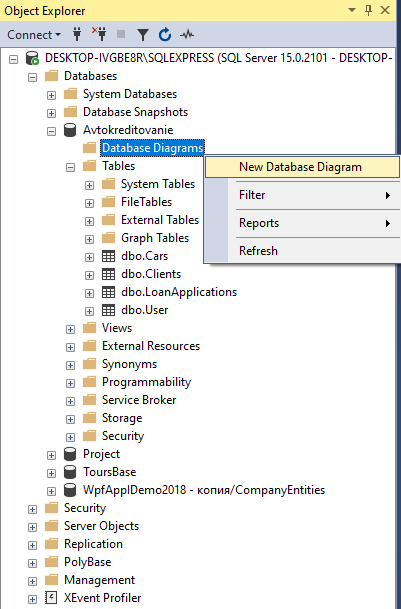 Object Explorer
Connect
DESKTOP-IVGBE8R\SQLEXPRESS (SQL Server 15.0.2101 - DESKTOP-
Databases
System Databases
Database Snapshots
Avtokreditovanie
Database Diagrams
New Database Diagram
Tables
System Tables
Filter
FileTables
External Tables
Reports
Graph Tables
Refresh
dbo.Cars
dbo.Clients
dbo.LoanApplications
dbo.User
Views
External Resources
Synonyms
Programmability
Service Broker
Storage
Security
Project
ToursBase
WpfApplDemo2018 - копия/CompanyEntities
Security
Server Objects
Replication
PolyBase
Management
XEvent Profiler